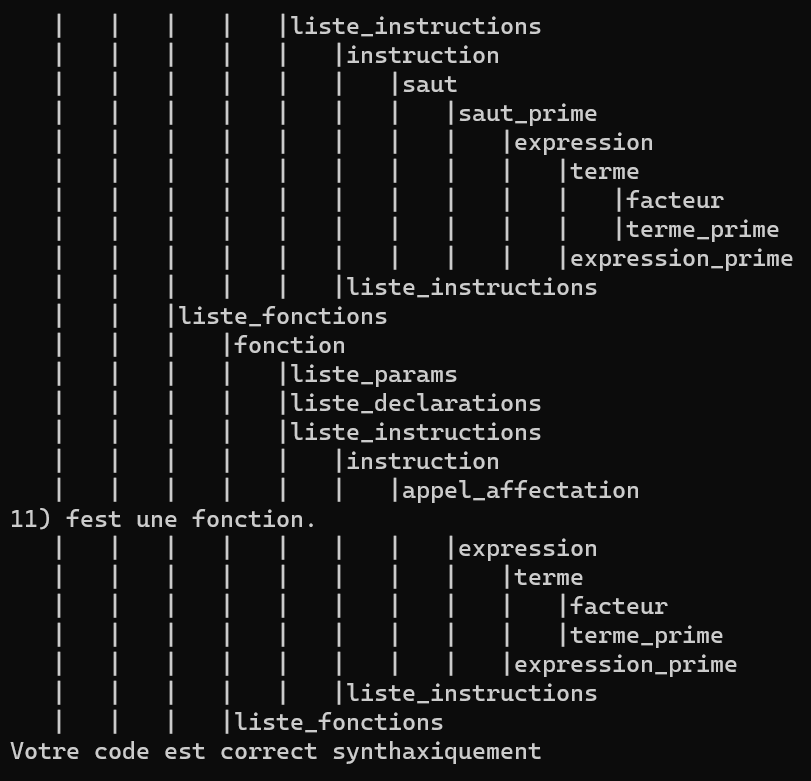 |   |   |   |   |liste_instructions
|   |   |   |   |   |instruction
|   |   |   |   |   |   |saut
|   |   |   |   |   |   |   |saut_prime
|   |   |   |   |   |   |   |   |expression
|   |   |   |   |   |   |   |   |   |terme
|   |   |   |   |   |   |   |   |   |   |facteur
|   |   |   |   |   |   |   |   |   |   |terme_prime
|   |   |   |   |   |   |   |   |   |expression_prime
|   |   |   |   |   |liste_instructions
|   |   |liste_fonctions
|   |   |   |fonction
|   |   |   |   |liste_params
|   |   |   |   |liste_declarations
|   |   |   |   |liste_instructions
|   |   |   |   |   |instruction
|   |   |   |   |   |   |appel_affectation
11) fest une fonction.
|   |   |   |   |   |   |   |expression
|   |   |   |   |   |   |   |   |terme
|   |   |   |   |   |   |   |   |   |facteur
|   |   |   |   |   |   |   |   |   |terme_prime
|   |   |   |   |   |   |   |   |expression_prime
|   |   |   |   |   |liste_instructions
|   |   |   |liste_fonctions
Votre code est correct synthaxiquement